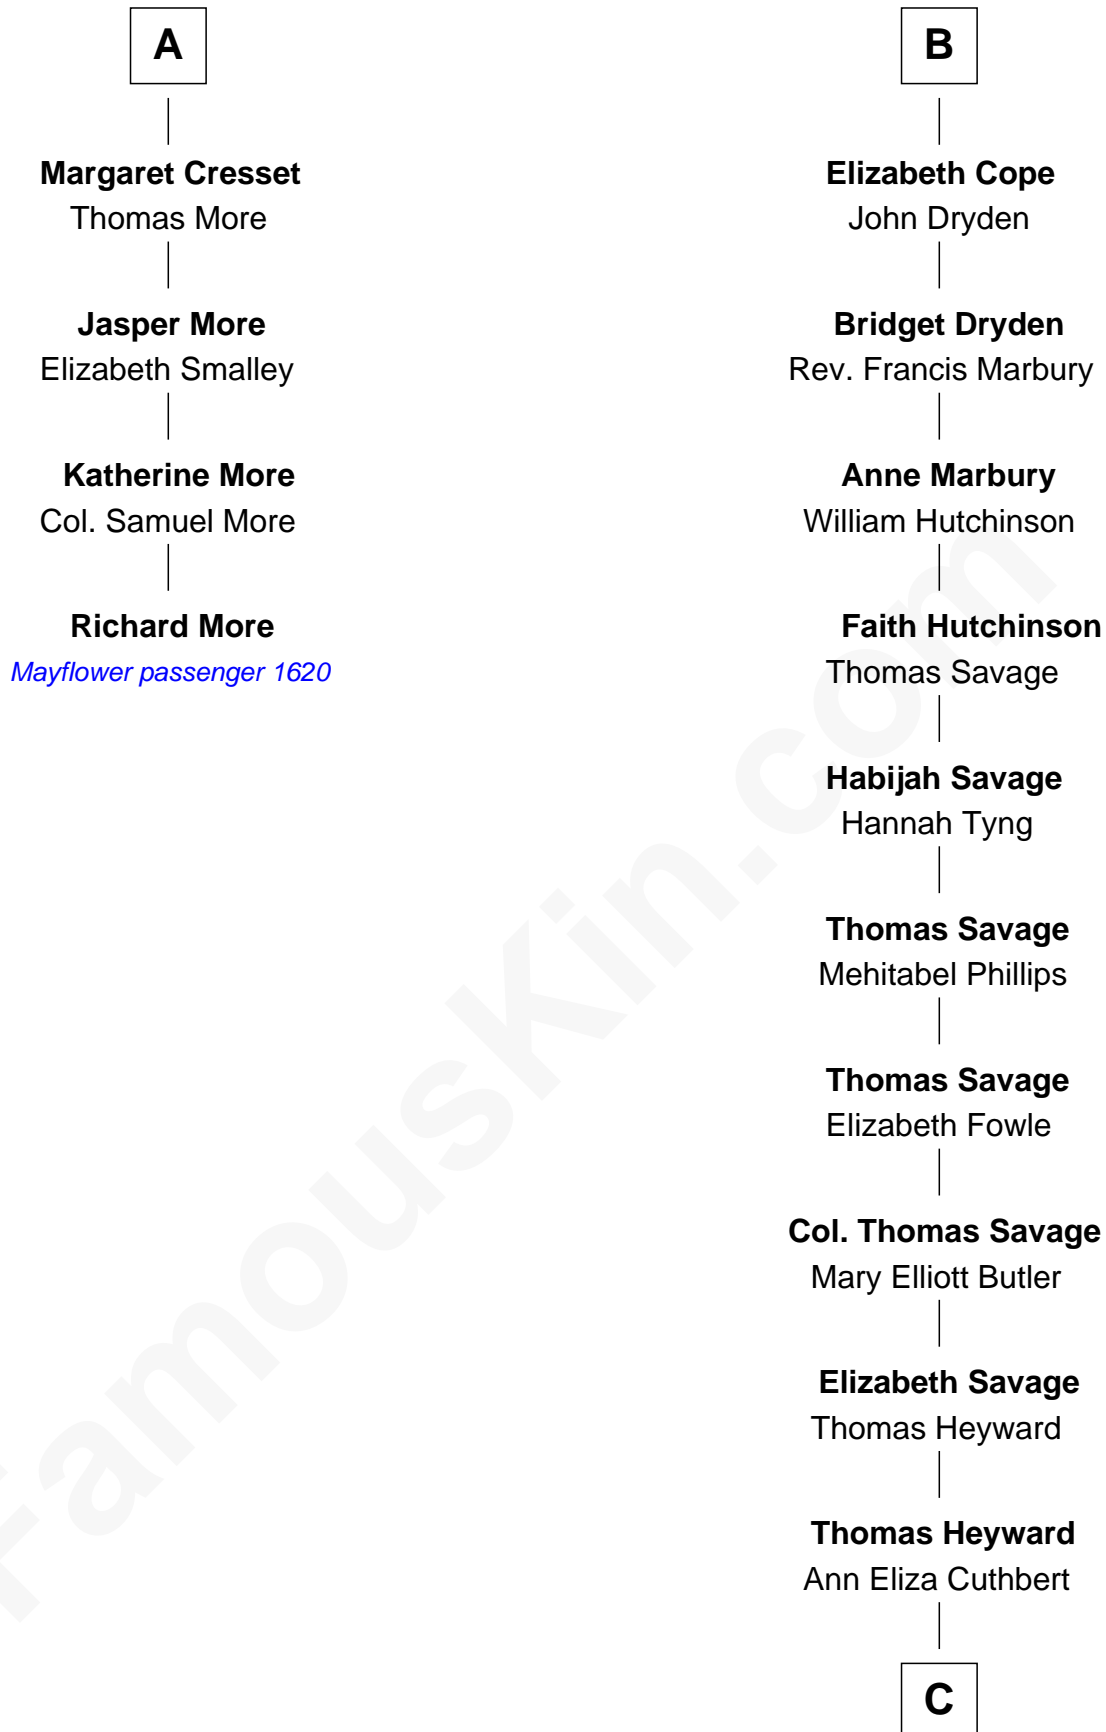 A
Margaret Cresset
Thomas More
Jasper More
Elizabeth Smalley
Katherine More
Col. Samuel More
Richard More
Mayflower passenger 1620
B
Elizabeth Cope
John Dryden
Bridget Dryden
Rev. Francis Marbury
Anne Marbury
William Hutchinson
Faith Hutchinson
Thomas Savage
Habijah Savage
Hannah Tyng
Thomas Savage
Mehitabel Phillips
Thomas Savage
Elizabeth Fowle
Col. Thomas Savage
Mary Elliott Butler
Elizabeth Savage
Thomas Heyward
Thomas Heyward
Ann Eliza Cuthbert
C
FamousKin.com